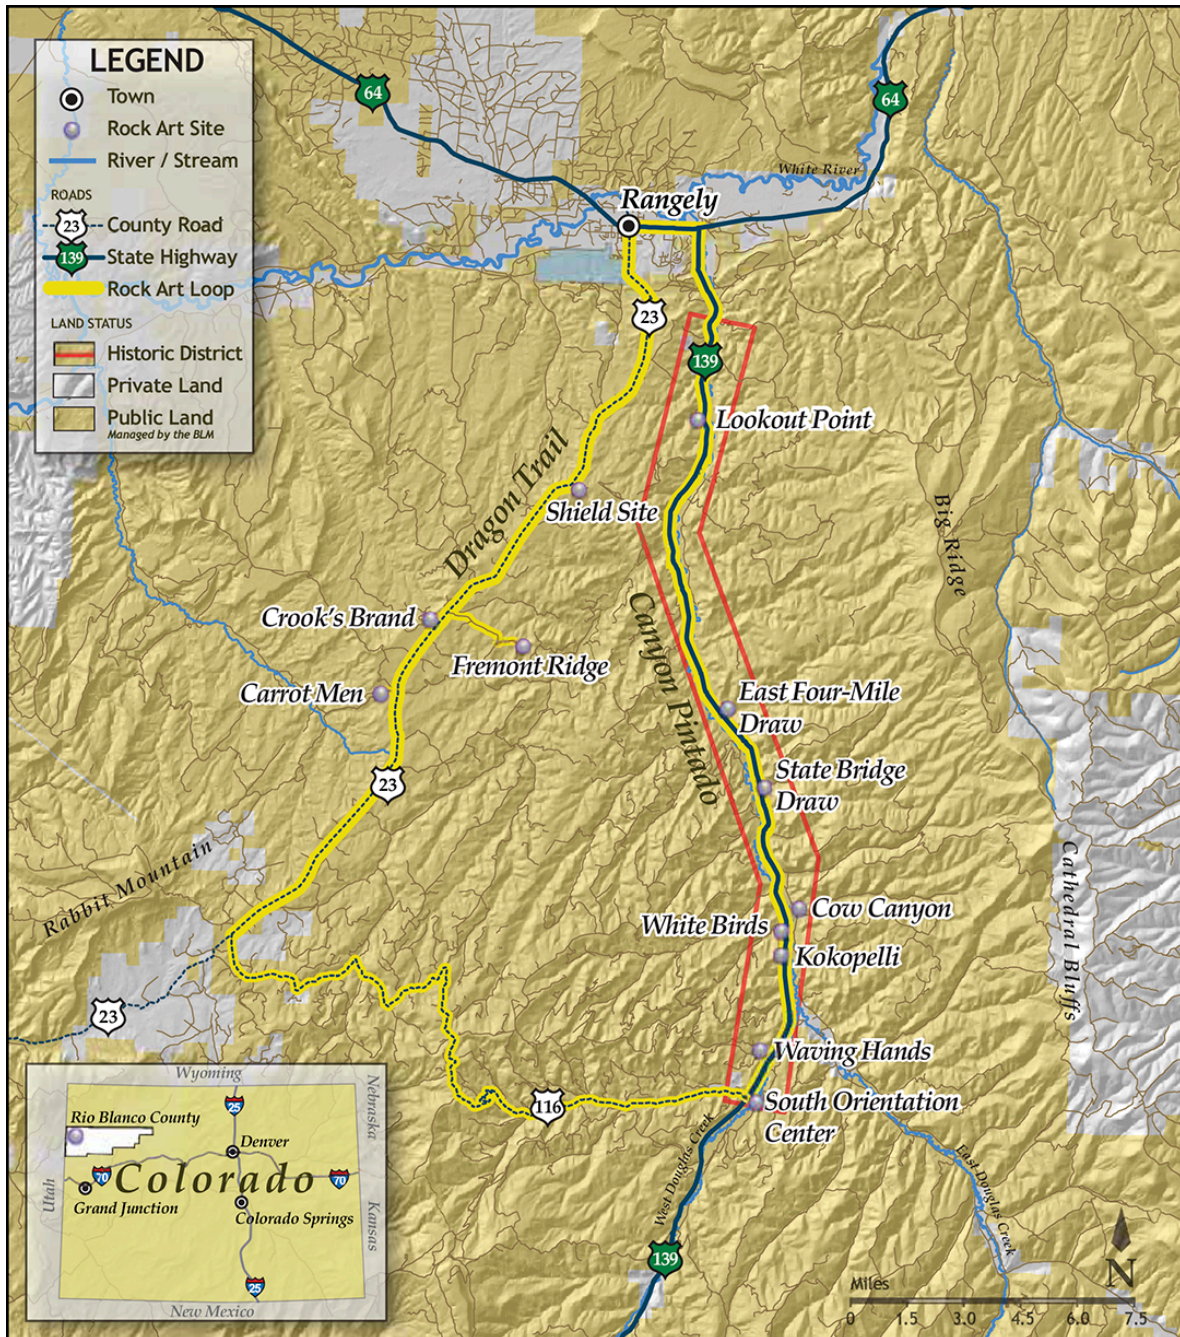 LEGEND
Town
Rock Art Site
River / Stream
ROADS
23
County Road
139
State Highway
Rock Art Loop
LAND STATUS
Historic District
Private Land
Public Land
Managed by the BLM
64
64
White River
Rangely
23
139
Lookout Point
Dragon Trail
Shield Site
Big Ridge
Canyon Pintado
Crook's Brand
Fremont Ridge
Carrot Men
East Four-Mile
Draw
State Bridge
Draw
23
Rabbit Mountain
Cathedral Bluffs
Cow Canyon
White Birds
Kokopelli
23
Waving Hands
116
South Orientation
Center
West Douglas Creek
East Douglas Creek
139
Wyoming
Nebraska
25
Rio Blanco County
Denver
70
Colorado
70
Utah
Grand Junction
Colorado Springs
Kansas
25
New Mexico
N
Miles
0 1.5 3.0 4.5 6.0 7.5